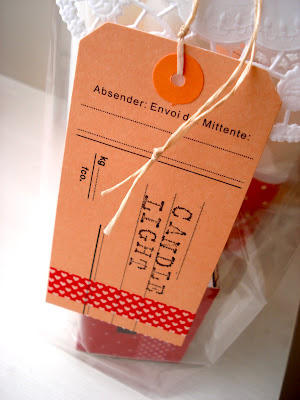 Absender: Envoi d Mittente:
kg
fco.
CANDLE
LIGHT